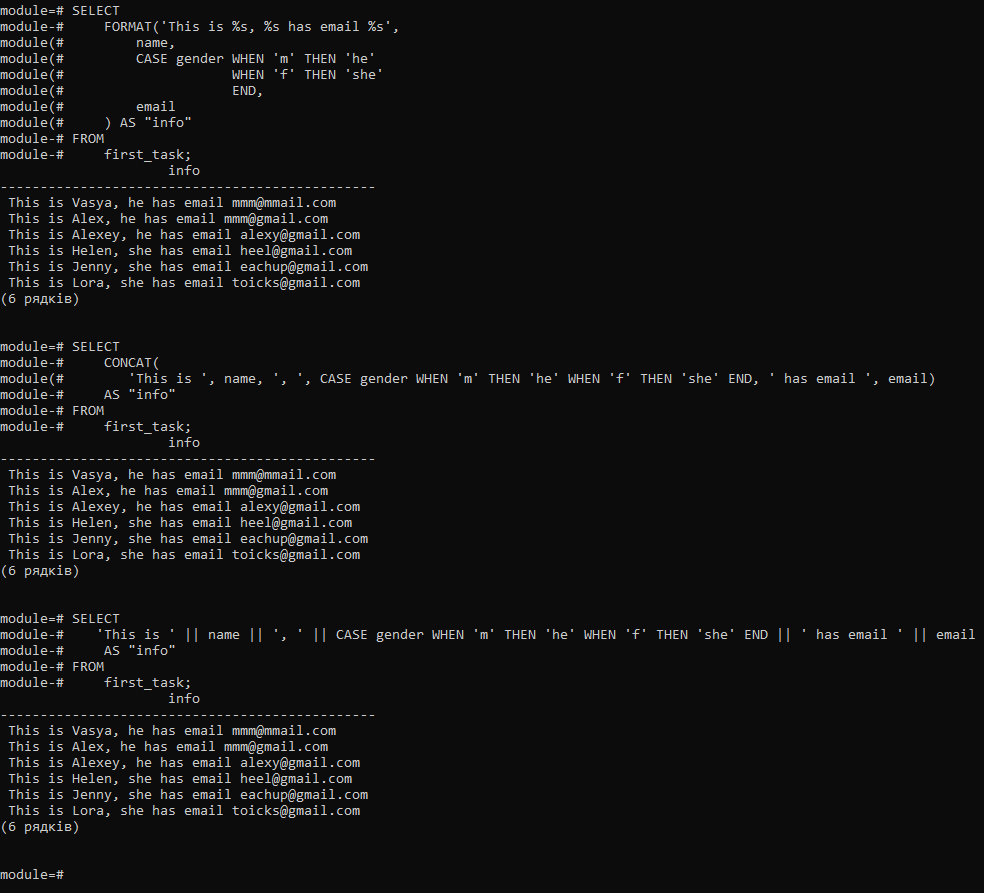 module=# SELECT
module-#     FORMAT('This is %s, %s has email %s',
module(#         name,
module(#         CASE gender WHEN 'm' THEN 'he'
module(#                     WHEN 'f' THEN 'she'
module(#                     END,
module(#         email
module(#     ) AS "info"
module-# FROM
module-#     first_task;
                     info
-----------------------------------------------
 This is Vasya, he has email mmm@mmail.com
 This is Alex, he has email mmm@gmail.com
 This is Alexey, he has email alexy@gmail.com
 This is Helen, she has email heel@gmail.com
 This is Jenny, she has email eachup@gmail.com
 This is Lora, she has email toicks@gmail.com
(6 рядків)

module=# SELECT
module-#     CONCAT(
module(#        'This is ', name, ', ', CASE gender WHEN 'm' THEN 'he' WHEN 'f' THEN 'she' END, ' has email ', email)
module-#     AS "info"
module-# FROM
module-#     first_task;
                     info
-----------------------------------------------
 This is Vasya, he has email mmm@mmail.com
 This is Alex, he has email mmm@gmail.com
 This is Alexey, he has email alexy@gmail.com
 This is Helen, she has email heel@gmail.com
 This is Jenny, she has email eachup@gmail.com
 This is Lora, she has email toicks@gmail.com
(6 рядків)

module=# SELECT
module-#    'This is ' || name || ', ' || CASE gender WHEN 'm' THEN 'he' WHEN 'f' THEN 'she' END || ' has email ' || email
module-#     AS "info"
module-# FROM
module-#     first_task;
                     info
-----------------------------------------------
 This is Vasya, he has email mmm@mmail.com
 This is Alex, he has email mmm@gmail.com
 This is Alexey, he has email alexy@gmail.com
 This is Helen, she has email heel@gmail.com
 This is Jenny, she has email eachup@gmail.com
 This is Lora, she has email toicks@gmail.com
(6 рядків)

module=#